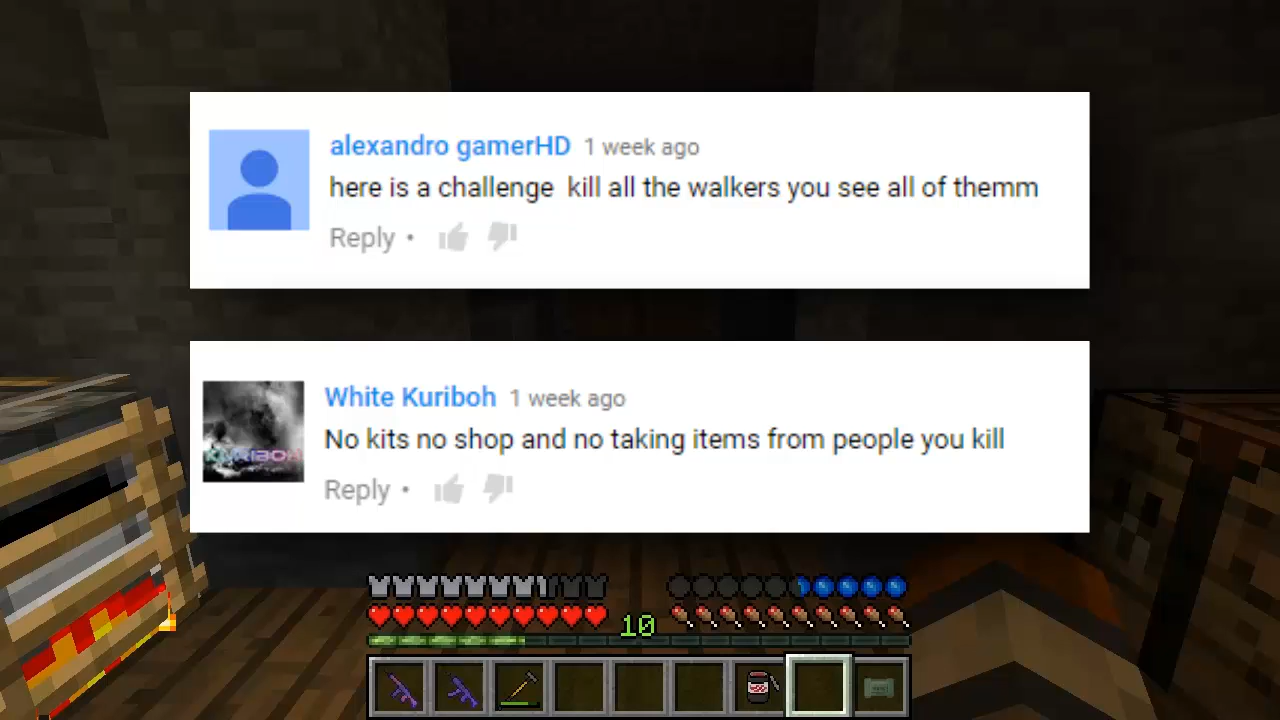 alexandro gamerHD 1 week ago
here is a challenge  kill all the walkers you see all of themm
Reply •
White Kuriboh 1 week ago
No kits no shop and no taking items from people you kill
KURIBOH
Reply •
10